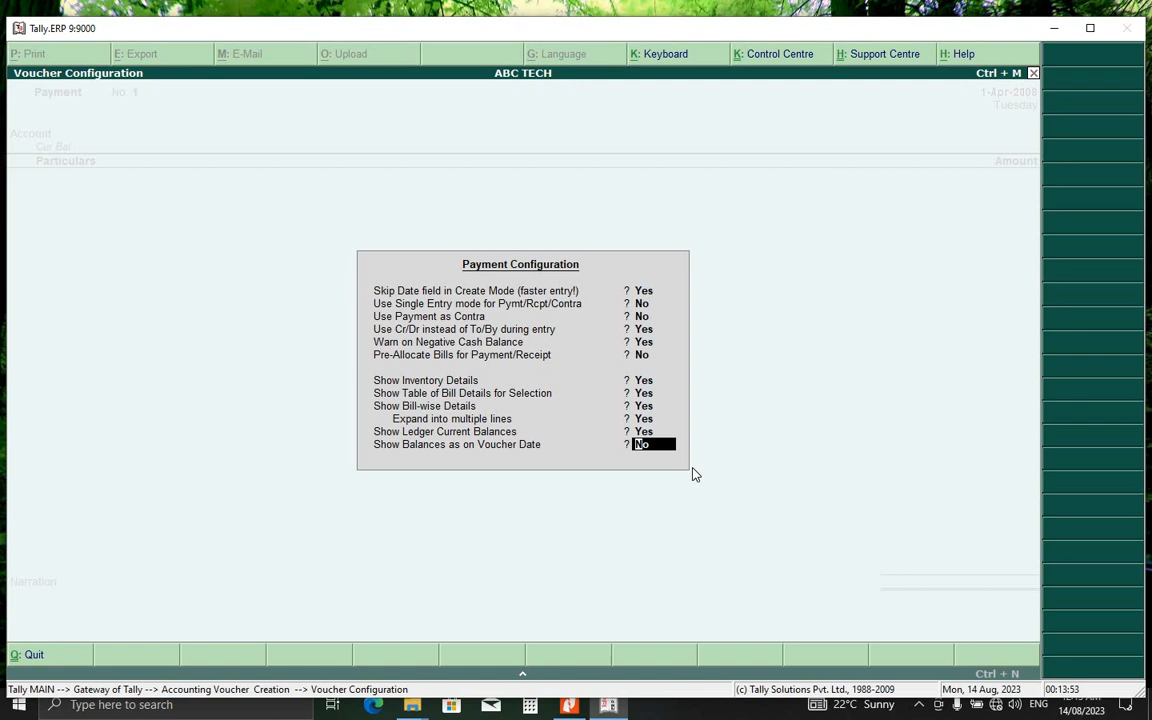 Tally.ERP 9:9000
P: Print
E: Export
M: E-Mail
O: Upload
G: Language
K: Keyboard
K: Control Centre
H: Support Centre
H: Help
Voucher Configuration
ABC TECH
Ctrl + M
Payment No 1
1-Apr-2008
Tuesday
Account
Cur Bal:
Particulars
Amount
Payment Configuration
Skip Date field in Create Mode (faster entry!) ? Yes
Use Single Entry mode for Pymt/Rcpt/Contra ? No
Use Payment as Contra ? No
Use Cr/Dr instead of To/By during entry ? Yes
Warn on Negative Cash Balance ? Yes
Pre-Allocate Bills for Payment/Receipt ? No
Show Inventory Details ? Yes
Show Table of Bill Details for Selection ? Yes
Show Bill-wise Details ? Yes
Expand into multiple lines ? Yes
Show Ledger Current Balances ? Yes
Show Balances as on Voucher Date ? No
Narration
Q: Quit
Ctrl + N
Tally MAIN --> Gateway of Tally --> Accounting Voucher Creation --> Voucher Configuration
(c) Tally Solutions Pvt. Ltd., 1988-2009
Mon, 14 Aug, 2023
00:13:53
Type here to search
22°C Sunny
ENG
14/08/2023